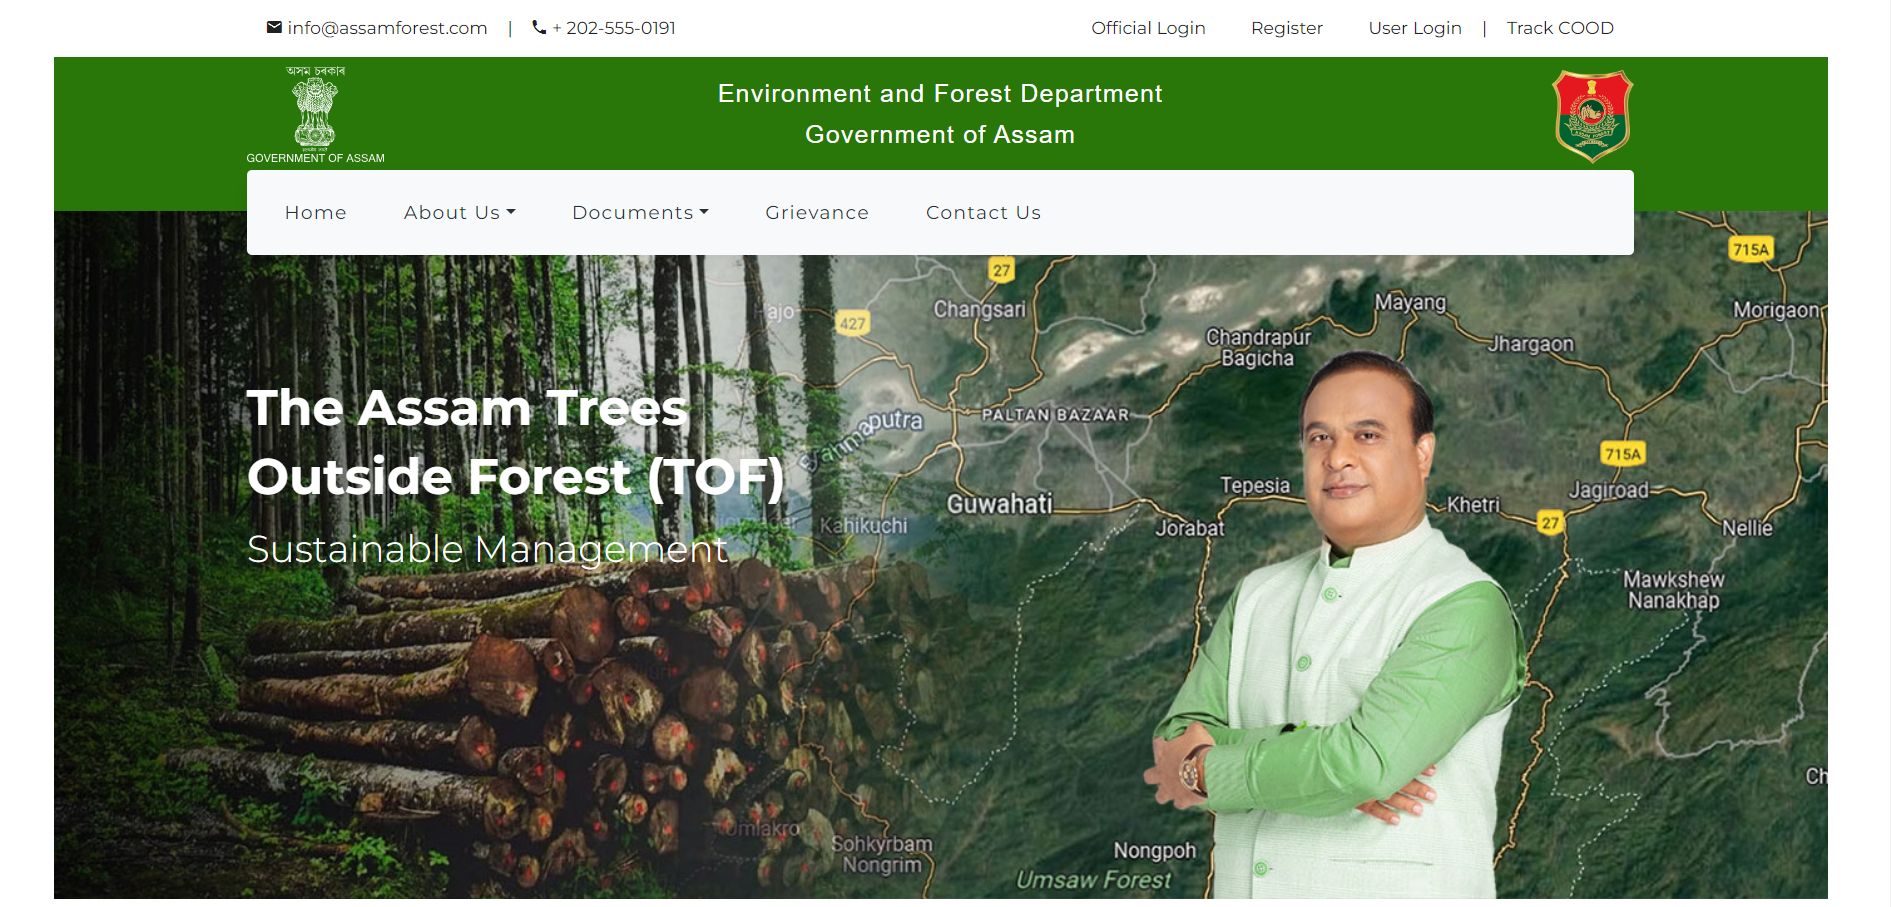 info@assamforest.com | + 202-555-0191
Official Login Register User Login | Track COOD
অসম চৰকাৰ
GOVERNMENT OF ASSAM
Environment and Forest Department
Government of Assam
ASSAM FOREST
Home About Us Documents Grievance Contact Us
715A
27
Hajo
427
Changsari
Mayang
Morigaon
Chandrapur
Bagicha
Jhargaon
The Assam Trees
Outside Forest (TOF)
Sustainable Management
PALTAN BAZAAR
Brahmaputra
715A
Tepesia
Guwahati
Khetri
Jagiroad
27
Kahikuchi
Jorabat
Nellie
Mawkshew
Nanakhap
Ch
Umlakro
Sohkyrbam
Nongrim
Nongpoh
Umsaw Forest